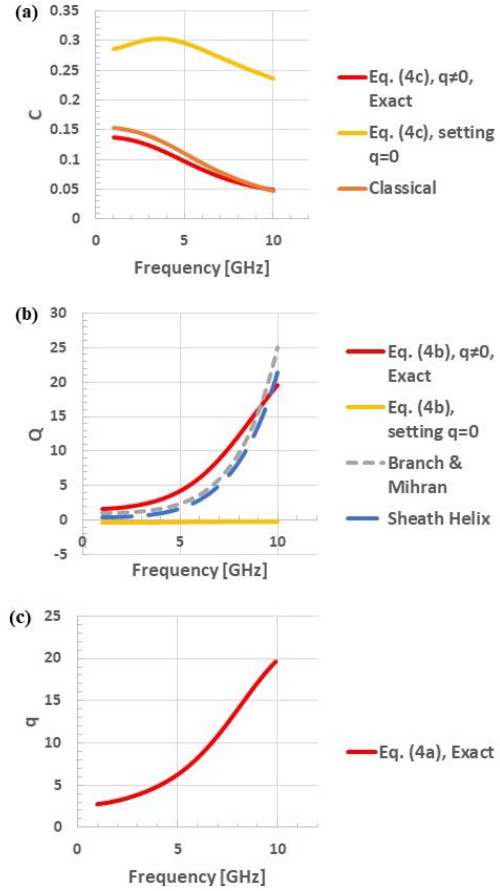 (a)
0.35
0.3
0.25
0.2
0.15
0.1
0.05
0
C
0
5
10
Frequency [GHz]
Eq. (4c), q≠0,
Exact
Eq. (4c), setting
q=0
Classical
(b)
30
25
20
15
10
5
0
-5
Q
0
5
10
Frequency [GHz]
Eq. (4b), q≠0,
Exact
Eq. (4b),
setting q=0
Branch &
Mihran
Sheath Helix
(c)
25
20
15
10
5
0
q
0
5
10
Frequency [GHz]
Eq. (4a), Exact